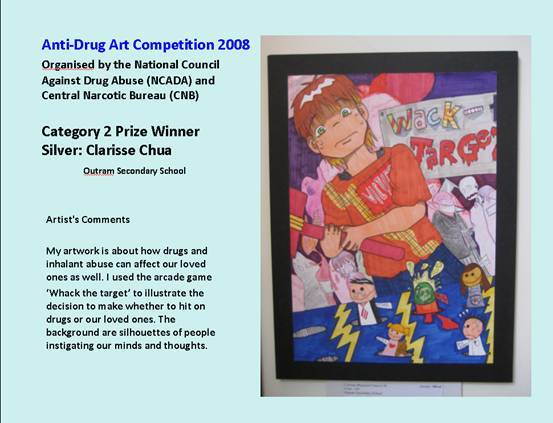 Anti-Drug Art Competition 2008
Organised by the National Council
Against Drug Abuse (NCADA) and
Central Narcotic Bureau (CNB)
Category 2 Prize Winner
Silver: Clarisse Chua
Outram Secondary School
Artist's Comments
My artwork is about how drugs and
inhalant abuse can affect our loved
ones as well. I used the arcade game
‘Whack the target’ to illustrate the
decision to make whether to hit on
drugs or our loved ones. The
background are silhouettes of people
instigating our minds and thoughts.
Wack-
TARGET